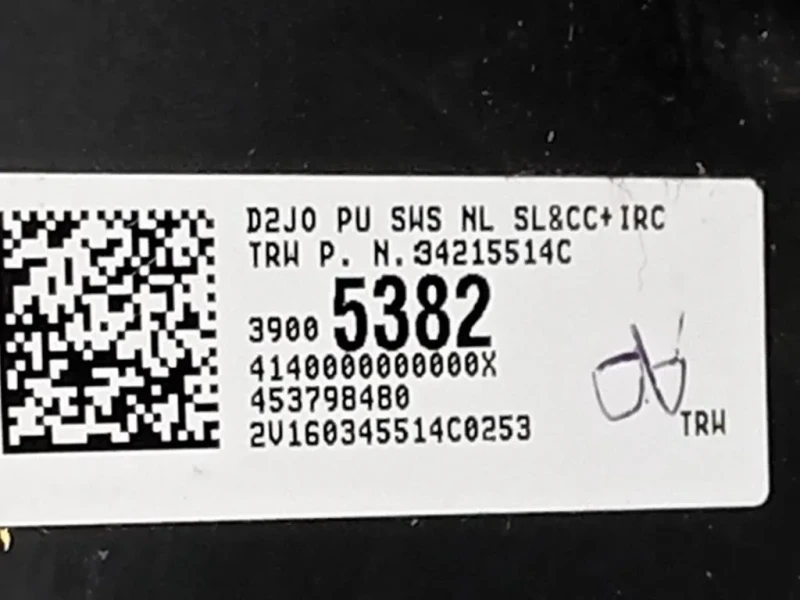 D2JO PU SWS NL SL&CC+IRC
TRW P. N.34215514C
3900 5382
4140000000000X
453798480
2V160345514C0253
TRW